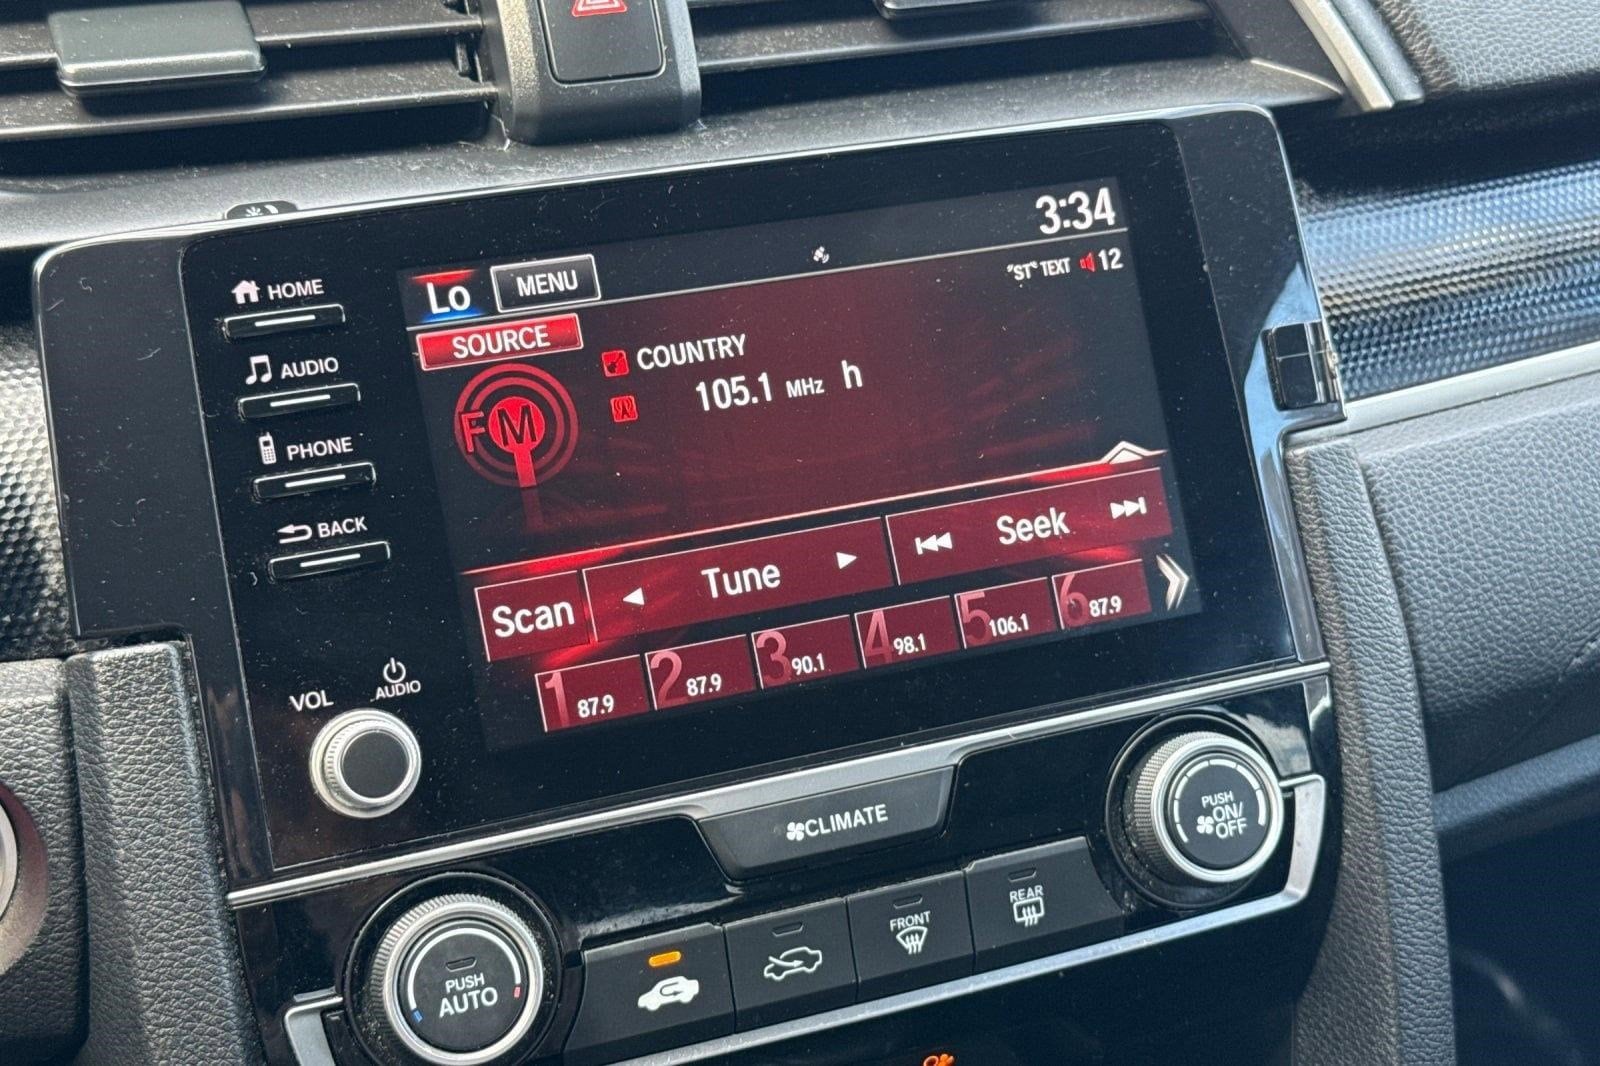 3:34
HOME
Lo
MENU
"ST" TEXT 12
SOURCE
AUDIO
COUNTRY
FM
105.1 MHz h
PHONE
BACK
Scan
Tune
Seek
1 87.9
2 87.9
3 90.1
4 98.1
5 106.1
6 87.9
VOL
AUDIO
CLIMATE
PUSH
ON/
OFF
PUSH
AUTO
FRONT
REAR